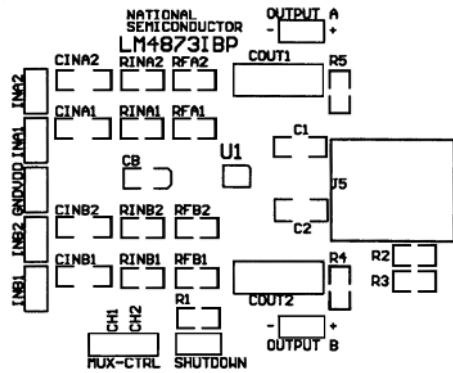 NATIONAL
SEMICONDUCTOR
LM4873IBP
OUTPUT A
- +
CINA2 RINA2 RFA2
COUT1
R5
INA2
CINA1 RINA1 RFA1
INA1
C1
U1
CB
GNDVDD
J5
CINB2 RINB2 RFB2
C2
INB2
CINB1 RINB1 RFB1
R4
R2
R3
INB1
COUT2
R1
CH1
CH2
- +
MUX-CTRL SHUTDOWN
OUTPUT B